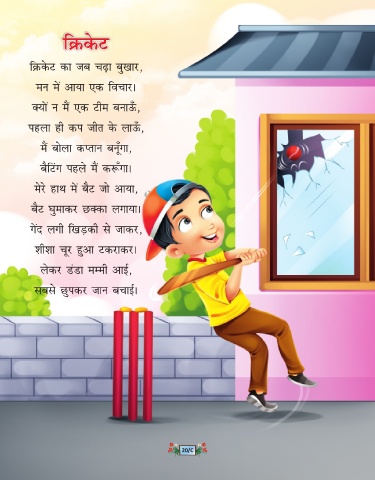 क्रिकेट
क्रिकेट का जब चढ़ा बुखार,
मन में आया एक विचार।
क्यों न मैं एक टीम बनाऊँ,
पहला ही कप जीत के लाऊँ,
मैं बोला कप्तान बनूँगा,
बैटिंग पहले मैं करूँगा।
मेरे हाथ में बैट जो आया,
बैट घुमाकर छक्का लगाया।
गेंद लगी खिड़की से जाकर,
शीशा चूर हुआ टकराकर।
लेकर डंडा मम्मी आई,
सबसे छुपकर जान बचाई।
20/C